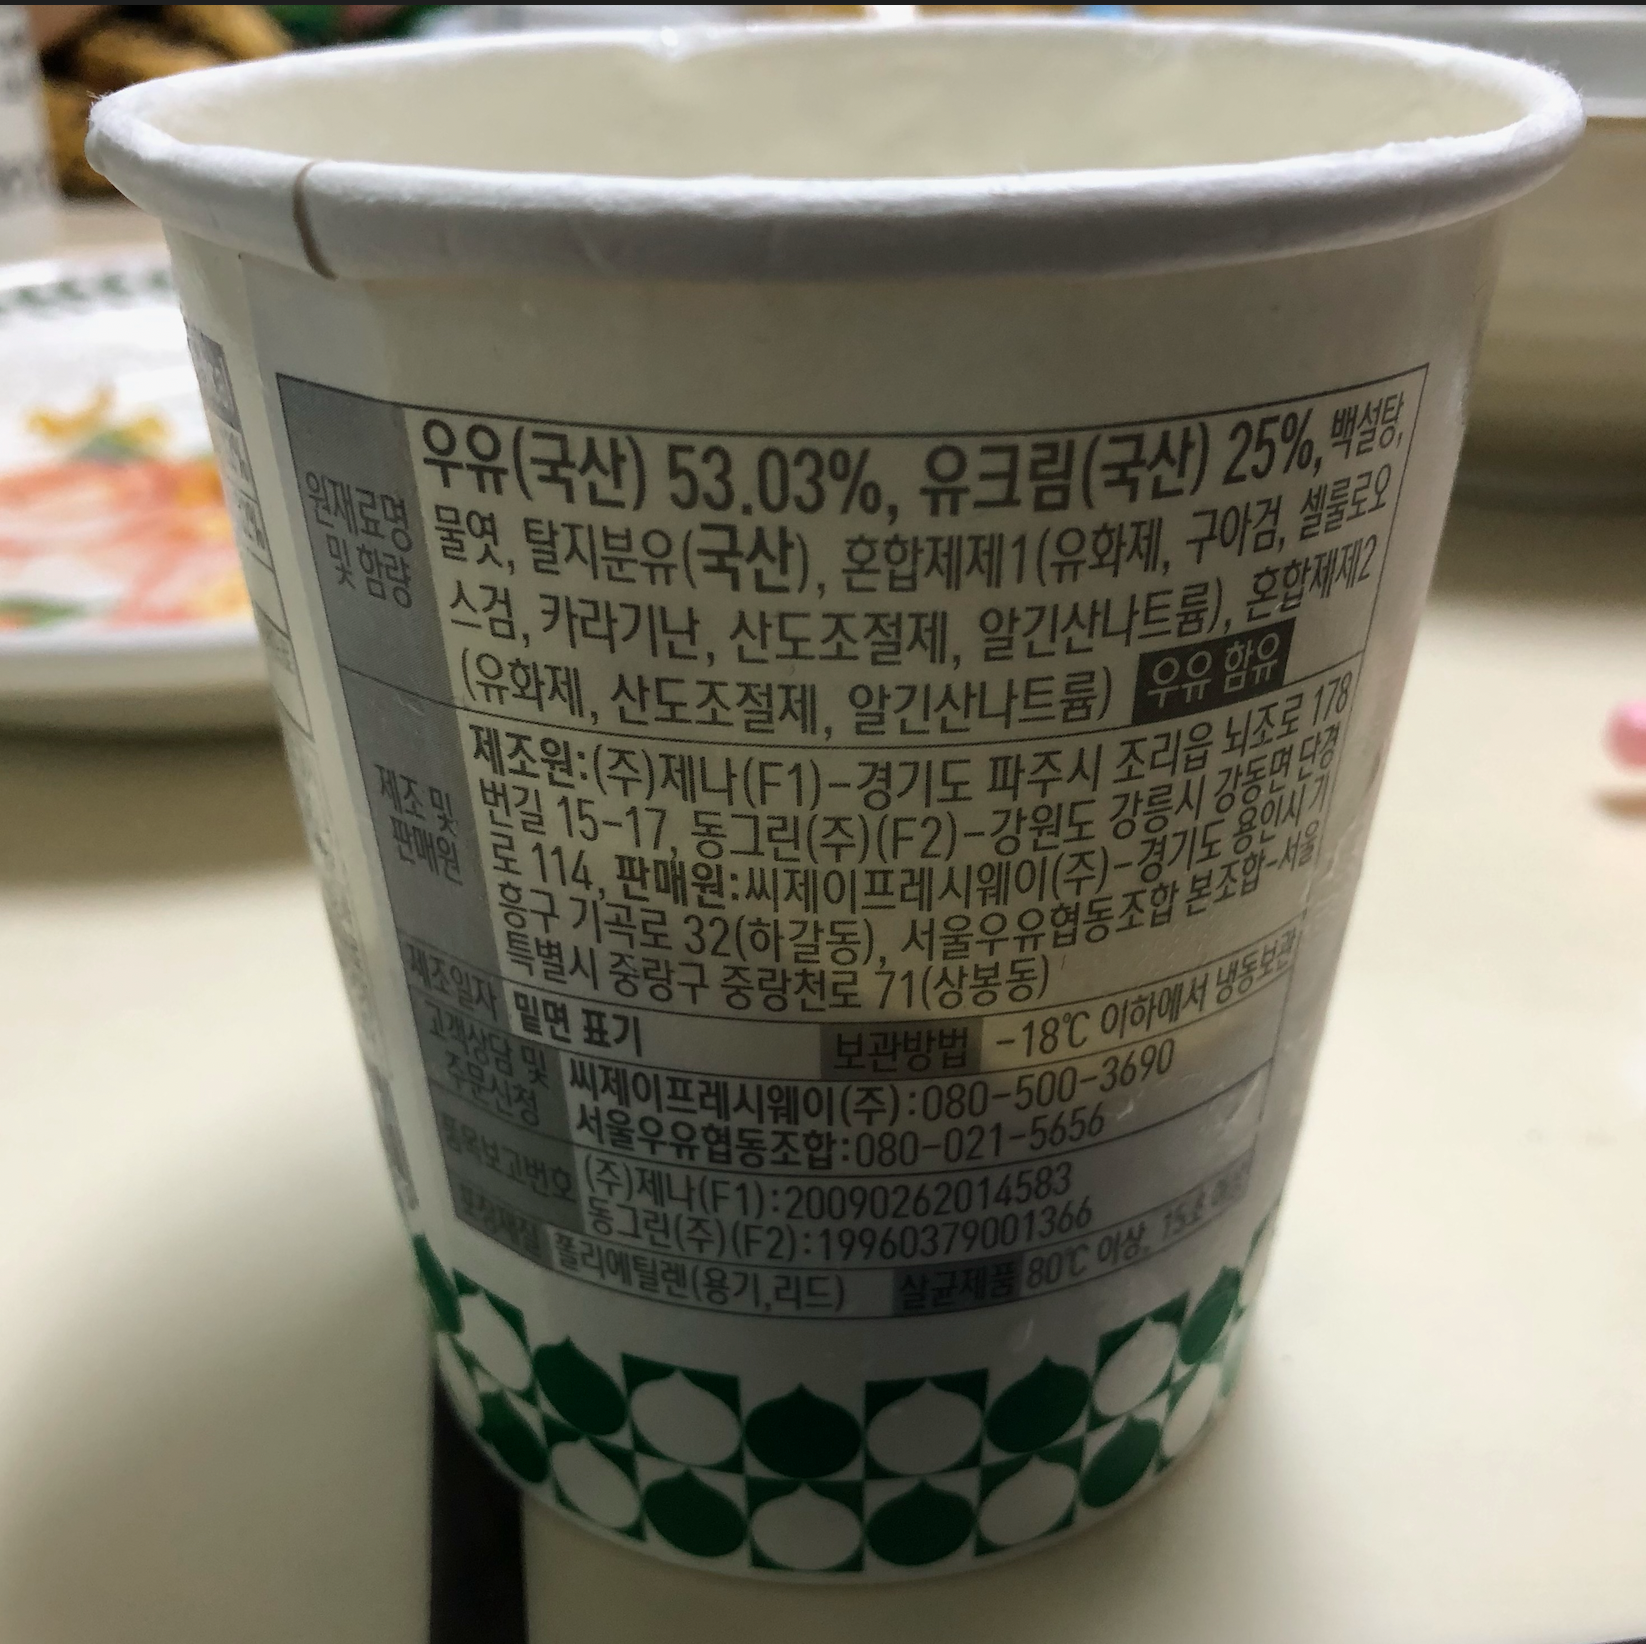 원재료명
및 함량
우유(국산) 53.03%, 유크림(국산) 25%, 백설탕,
물엿, 탈지분유(국산), 혼합제제1(유화제, 구아검, 셀룰로오
스검, 카라기난, 산도조절제, 알긴산나트륨), 혼합제제2
(유화제, 산도조절제, 알긴산나트륨) 우유 함유
제조 및
판매원
제조원:(주)제나(F1)-경기도 파주시 조리읍 뇌조로 178
번길 15-17, 동그린(주)(F2)-강원도 강릉시 강동면 단경
로 114, 판매원:씨제이프레시웨이(주)-경기도 용인시 기
흥구 기곡로 32(하갈동), 서울우유협동조합 본조합-서울
특별시 중랑구 중랑천로 71(상봉동)
제조일자 밑면 표기 보관방법 -18℃ 이하에서 냉동보관
고객상담 및
주문신청
씨제이프레시웨이(주):080-500-3690
서울우유협동조합:080-021-5656
품목보고번호 (주)제나(F1):20090262014583
동그린(주)(F2):19960379001366
포장재질 폴리에틸렌(용기,리드) 살균제품 80℃ 이상, 15초